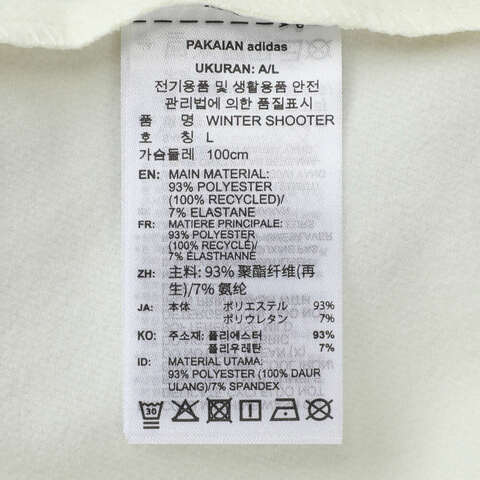 PAKAIAN adidas
UKURAN: A/L
전기용품 및 생활용품 안전
관리법에 의한 품질표시
품 명 WINTER SHOOTER
호 칭 L
가슴둘레 100cm
EN: MAIN MATERIAL:
93% POLYESTER
(100% RECYCLED)/
7% ELASTANE
FR: MATIERE PRINCIPALE:
93% POLYESTER
(100% RECYCLE)/
7% ELASTHANNE
ZH: 主料: 93% 聚酯纤维(再
生)/7% 氨纶
JA: 本体 ポリエステル 93%
ポリウレタン 7%
KO: 주소재: 폴리에스터 93%
폴리우레탄 7%
ID: MATERIAL UTAMA:
93% POLYESTER (100% DAUR
ULANG)/7% SPANDEX
30